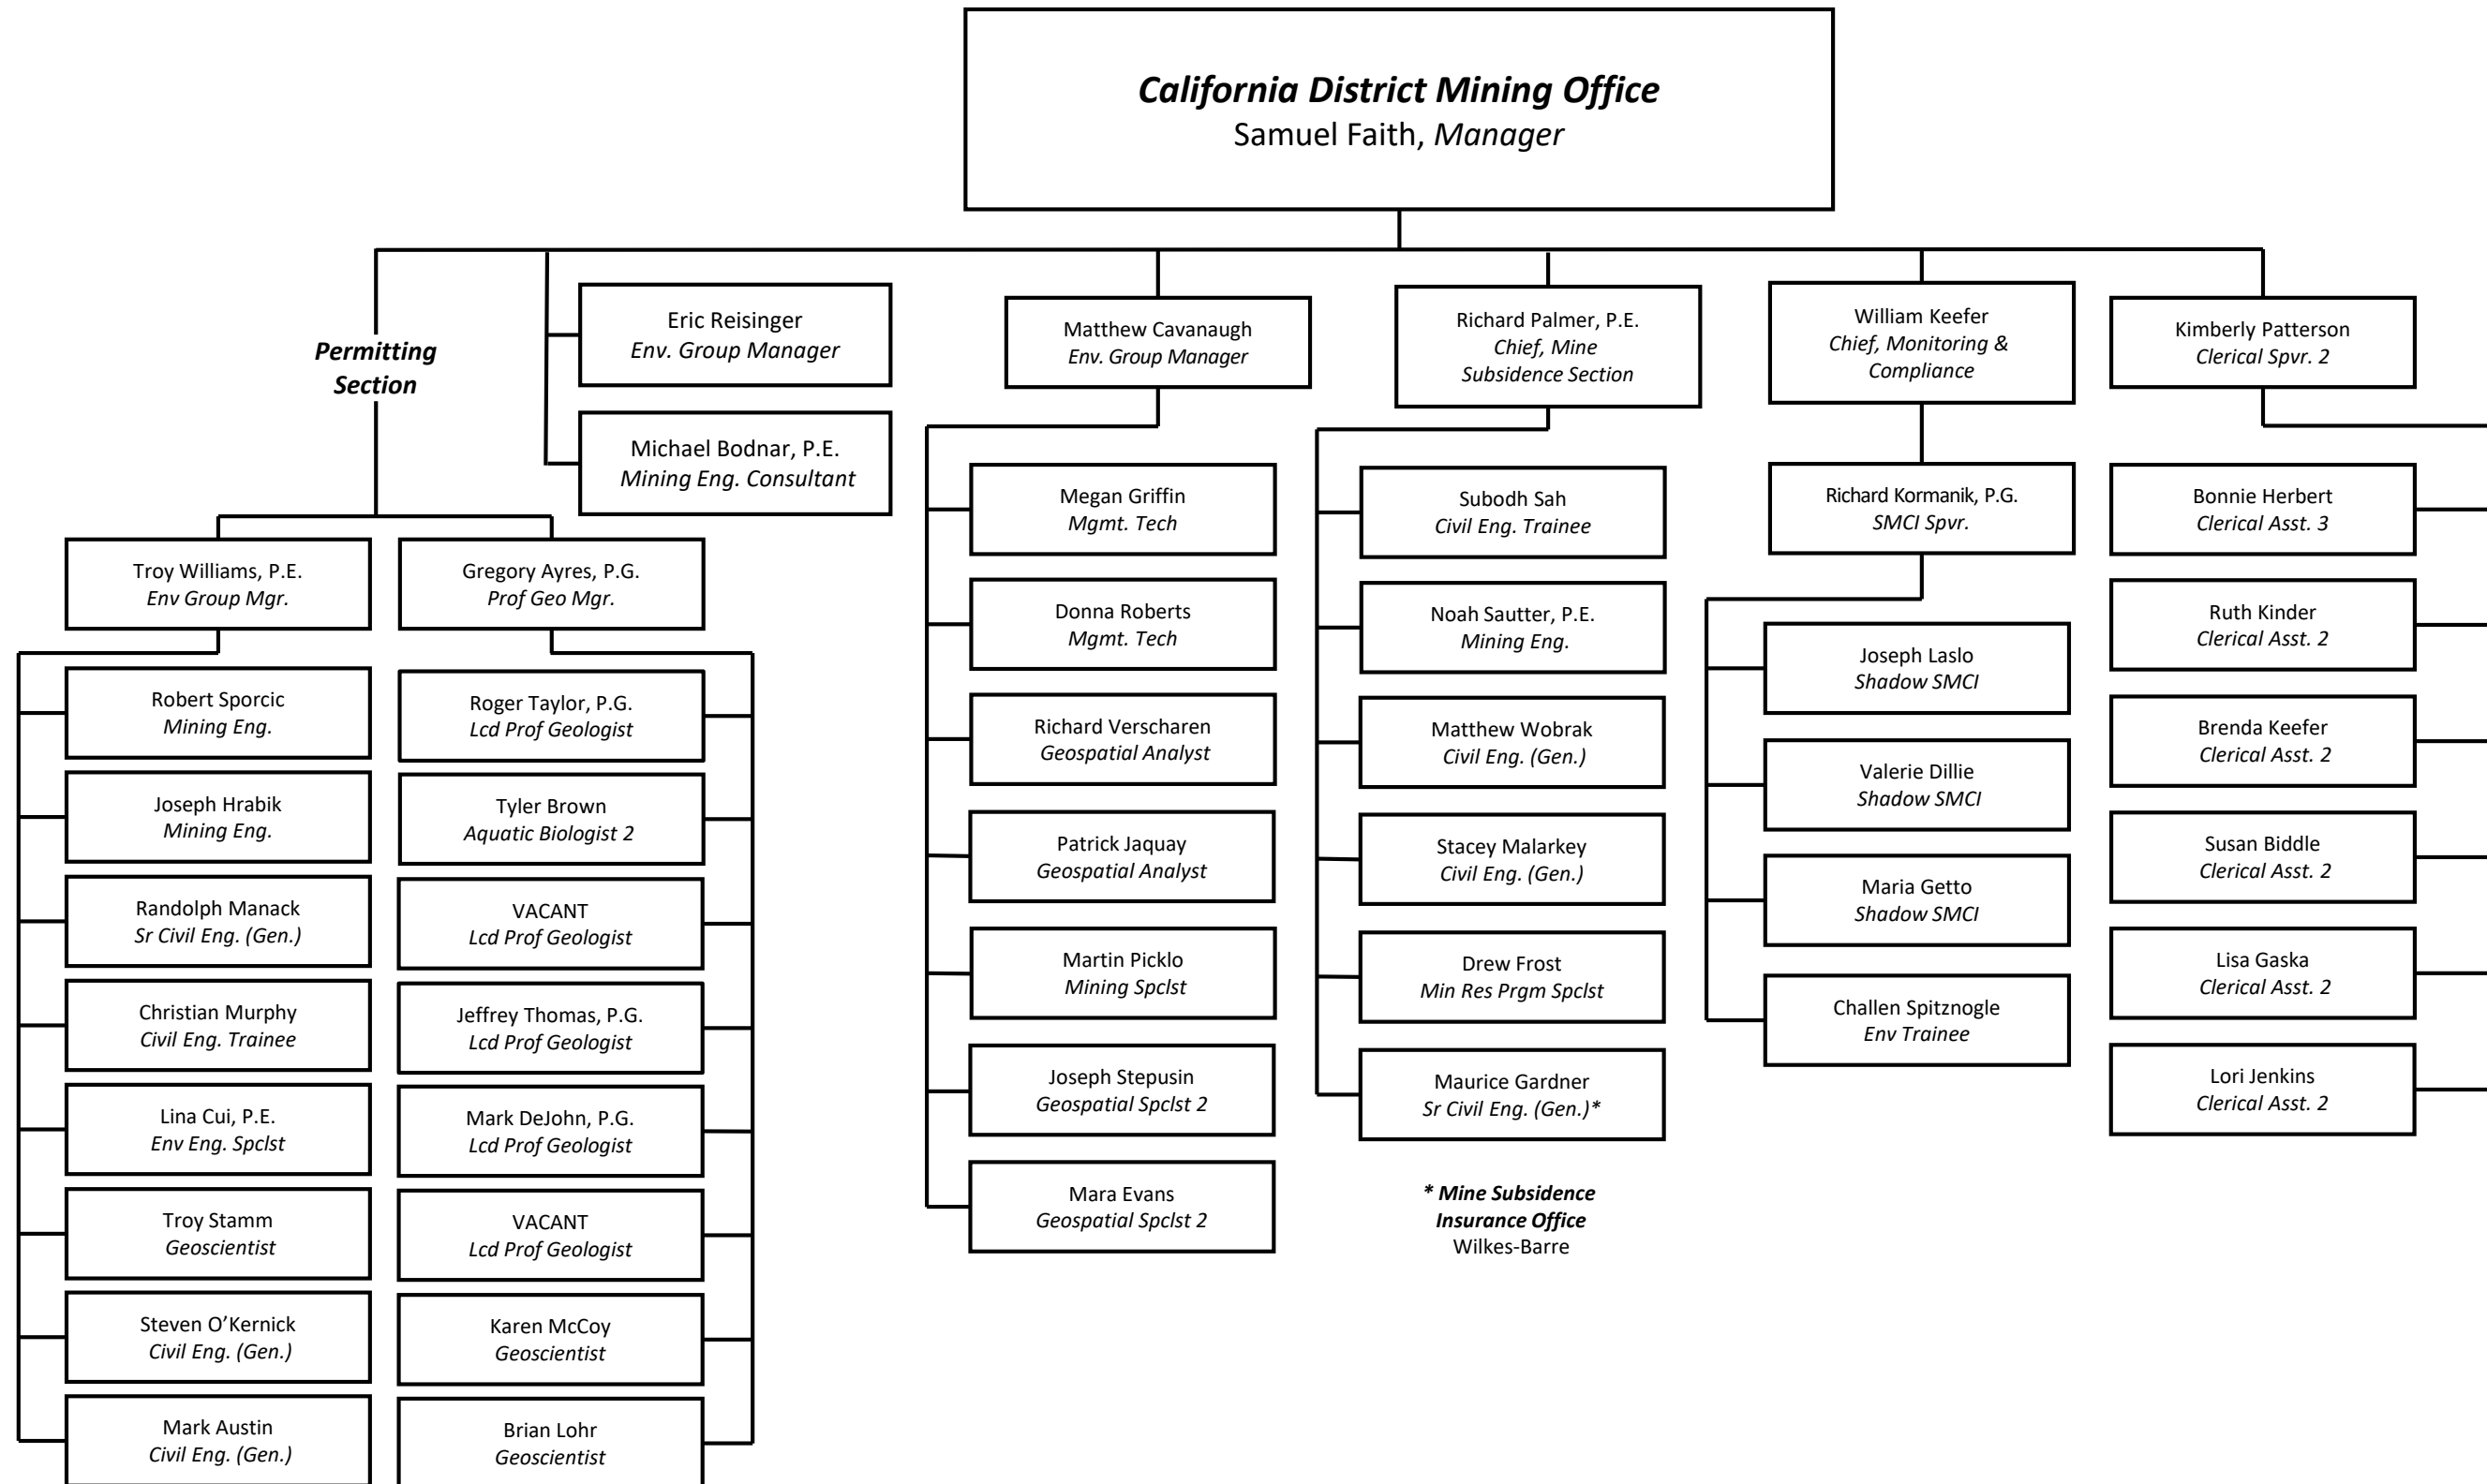 California District Mining Office
Samuel Faith, Manager
Permitting
Section
Eric Reisinger
Env. Group Manager
Michael Bodnar, P.E.
Mining Eng. Consultant
Troy Williams, P.E.
Env Group Mgr.
Robert Sporcic
Mining Eng.
Joseph Hrabik
Mining Eng.
Randolph Manack
Sr Civil Eng. (Gen.)
Christian Murphy
Civil Eng. Trainee
Lina Cui, P.E.
Env Eng. Spclst
Troy Stamm
Geoscientist
Steven O’Kernick
Civil Eng. (Gen.)
Mark Austin
Civil Eng. (Gen.)
Gregory Ayres, P.G.
Prof Geo Mgr.
Roger Taylor, P.G.
Lcd Prof Geologist
Tyler Brown
Aquatic Biologist 2
VACANT
Lcd Prof Geologist
Jeffrey Thomas, P.G.
Lcd Prof Geologist
Mark DeJohn, P.G.
Lcd Prof Geologist
VACANT
Lcd Prof Geologist
Karen McCoy
Geoscientist
Brian Lohr
Geoscientist
Matthew Cavanaugh
Env. Group Manager
Megan Griffin
Mgmt. Tech
Donna Roberts
Mgmt. Tech
Richard Verscharen
Geospatial Analyst
Patrick Jaquay
Geospatial Analyst
Martin Picklo
Mining Spclst
Joseph Stepusin
Geospatial Spclst 2
Mara Evans
Geospatial Spclst 2
Richard Palmer, P.E.
Chief, Mine
Subsidence Section
Subodh Sah
Civil Eng. Trainee
Noah Sautter, P.E.
Mining Eng.
Matthew Wobrak
Civil Eng. (Gen.)
Stacey Malarkey
Civil Eng. (Gen.)
Drew Frost
Min Res Prgm Spclst
Maurice Gardner
Sr Civil Eng. (Gen.)*
* Mine Subsidence
Insurance Office
Wilkes-Barre
William Keefer
Chief, Monitoring &
Compliance
Richard Kormanik, P.G.
SMCI Spvr.
Joseph Laslo
Shadow SMCI
Valerie Dillie
Shadow SMCI
Maria Getto
Shadow SMCI
Challen Spitznogle
Env Trainee
Kimberly Patterson
Clerical Spvr. 2
Bonnie Herbert
Clerical Asst. 3
Ruth Kinder
Clerical Asst. 2
Brenda Keefer
Clerical Asst. 2
Susan Biddle
Clerical Asst. 2
Lisa Gaska
Clerical Asst. 2
Lori Jenkins
Clerical Asst. 2